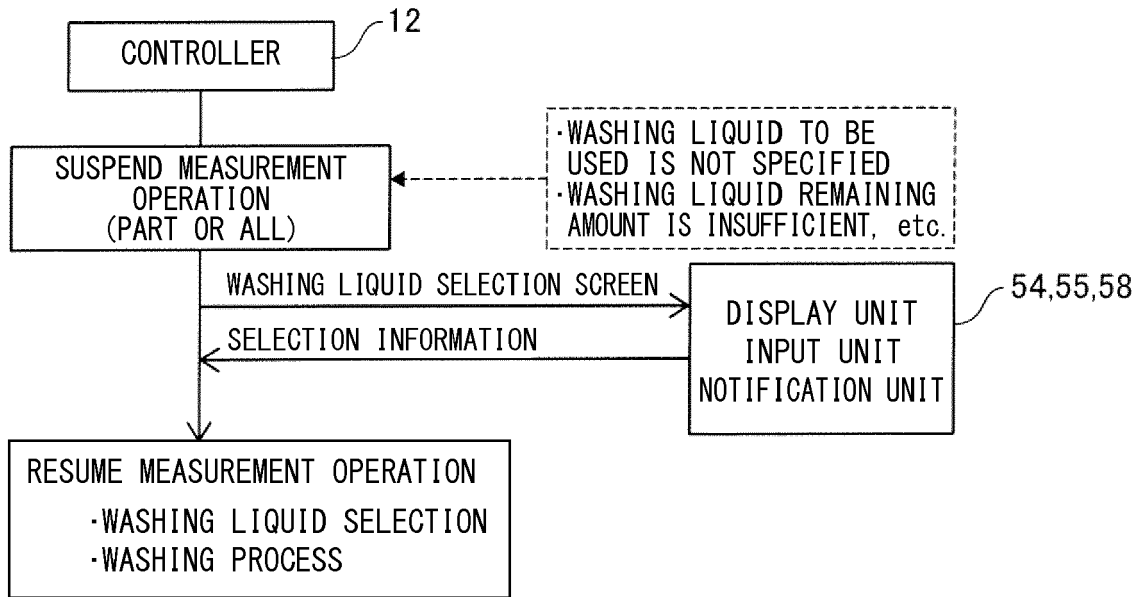 CONTROLLER
12
SUSPEND MEASUREMENT
OPERATION
(PART OR ALL)
·WASHING LIQUID TO BE
USED IS NOT SPECIFIED
·WASHING LIQUID REMAINING
AMOUNT IS INSUFFICIENT, etc.
WASHING LIQUID SELECTION SCREEN
SELECTION INFORMATION
DISPLAY UNIT
INPUT UNIT
NOTIFICATION UNIT
54,55,58
RESUME MEASUREMENT OPERATION
·WASHING LIQUID SELECTION
·WASHING PROCESS